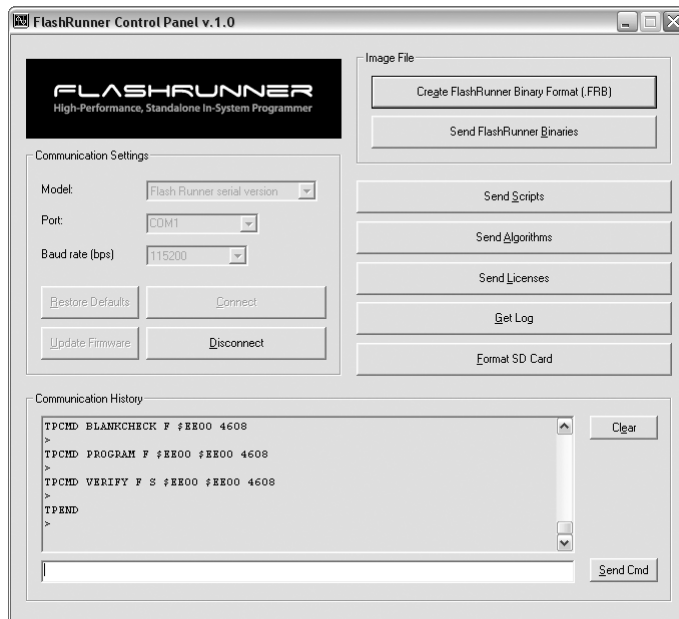 FlashRunner Control Panel v.1.0
FLASHRUNNER
High-Performance, Standalone In-System Programmer
Communication Settings
Model:
Flash Runner serial version
Port:
COM1
Baud rate (bps)
115200
Restore Defaults
Connect
Update Firmware
Disconnect
Image File
Create FlashRunner Binary Format (.FRB)
Send FlashRunner Binaries
Send Scripts
Send Algorithms
Send Licenses
Get Log
Format SD Card
Communication History
TPCMD BLANKCHECK F $EE00 4608
>
TPCMD PROGRAM F $EE00 $EE00 4608
>
TPCMD VERIFY F S $EE00 $EE00 4608
>
TPEND
>
Clear
Send Cmd